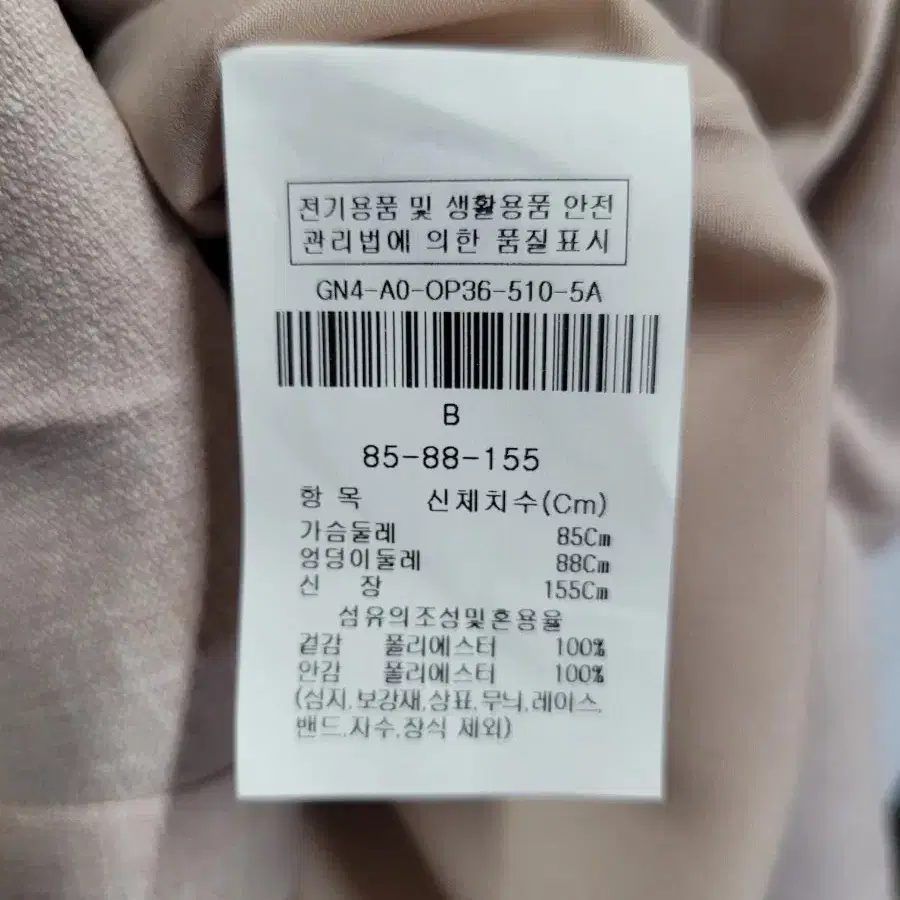 전기용품 및 생활용품 안전
관리법에 의한 품질표시
GN4-A0-OP36-510-5A
B
85-88-155
항 목 신체치수(Cm)
가슴둘레 85Cm
엉덩이둘레 88Cm
신 장 155Cm
섬유의조성및혼용율
겉감 폴리에스터 100%
안감 폴리에스터 100%
(심지,보강재,상표,무늬,레이스,
밴드,자수,장식 제외)